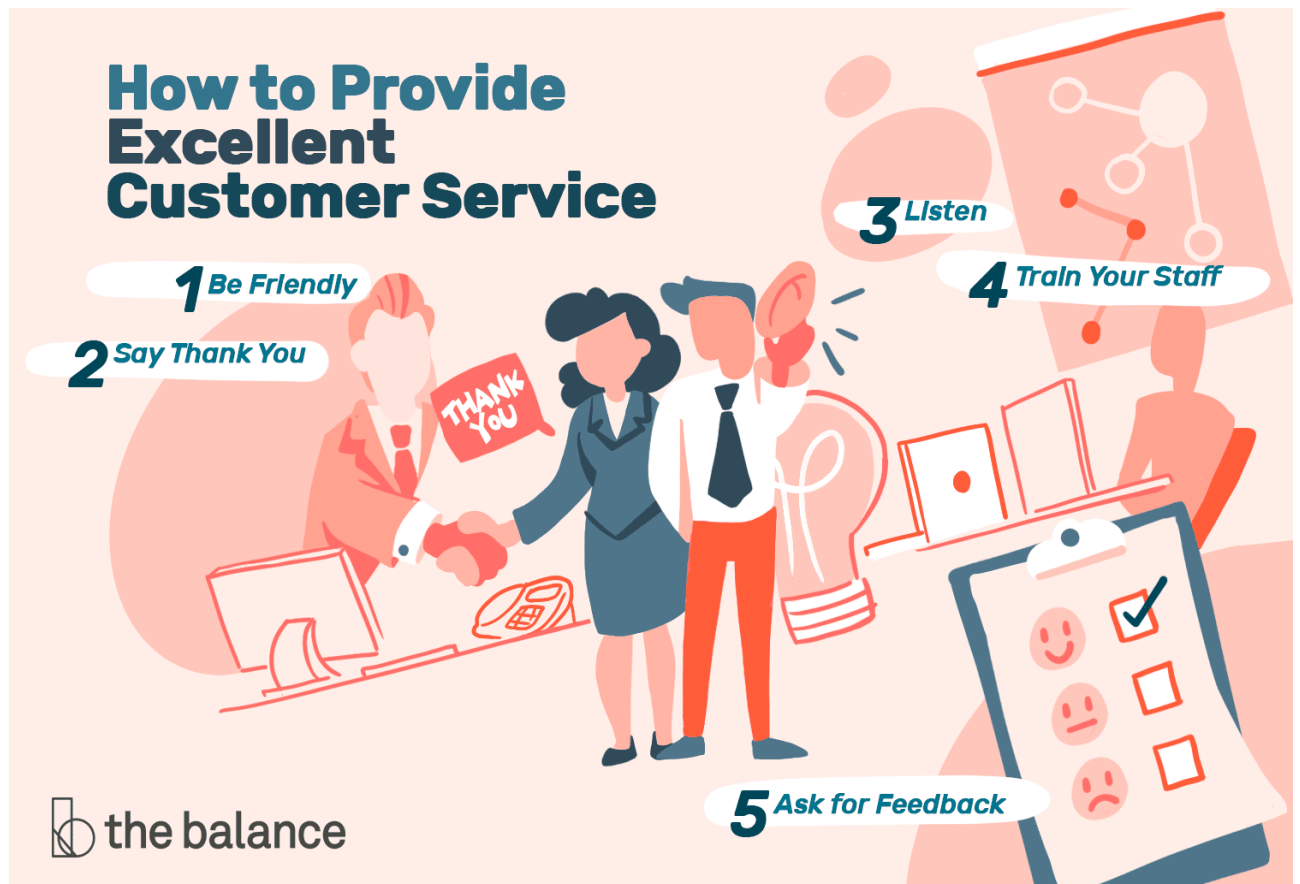 How to Provide
Excellent
Customer Service
1 Be Friendly
2 Say Thank You
THANK
YOU
3 Listen
4 Train Your Staff
5 Ask for Feedback
the balance